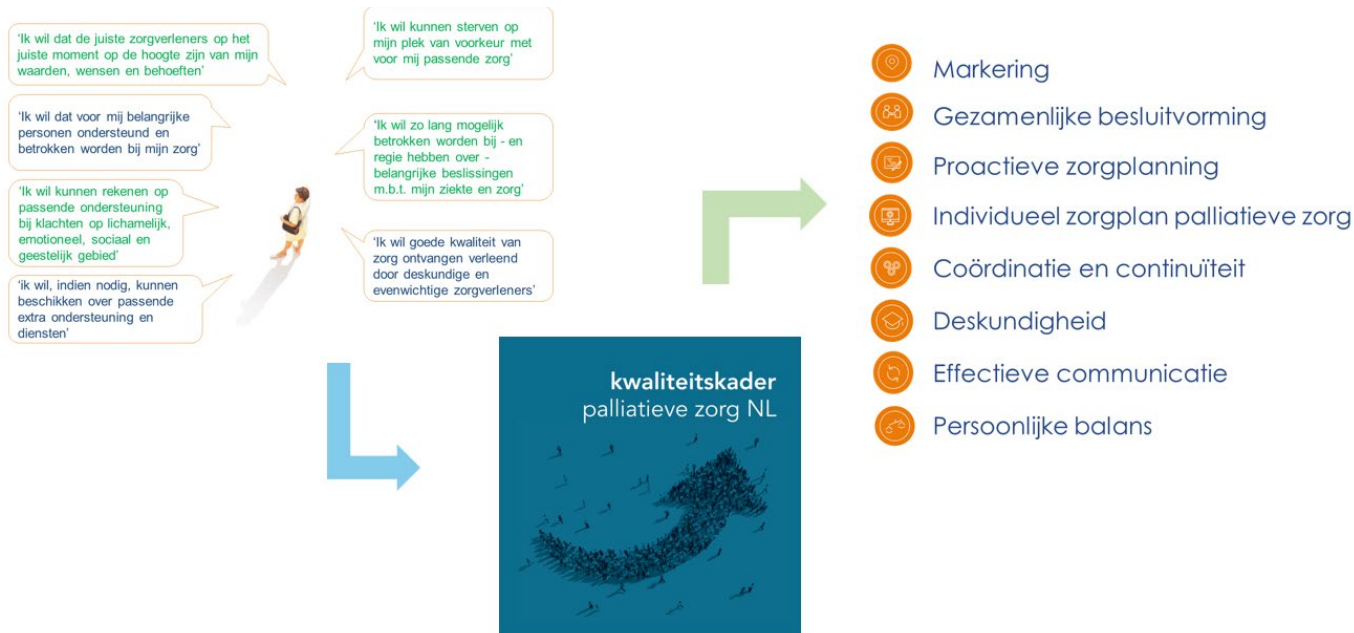 ‘Ik wil dat de juiste zorgverleners op het
juiste moment op de hoogte zijn van mijn
waarden, wensen en behoeften’
‘Ik wil dat voor mij belangrijke
personen ondersteund en
betrokken worden bij mijn zorg’
‘Ik wil kunnen rekenen op
passende ondersteuning
bij klachten op lichamelijk,
emotioneel, sociaal en
geestelijk gebied’
‘ik wil, indien nodig, kunnen
beschikken over passende
extra ondersteuning en
diensten’
‘Ik wil kunnen sterven op
mijn plek van voorkeur met
voor mij passende zorg’
‘Ik wil zo lang mogelijk
betrokken worden bij - en
regie hebben over -
belangrijke beslissingen
m.b.t. mijn ziekte en zorg’
‘Ik wil goede kwaliteit van
zorg ontvangen verleend
door deskundige en
evenwichtige zorgverleners’
kwaliteitskader
palliatieve zorg NL
Markering
Gezamenlijke besluitvorming
Proactieve zorgplanning
Individueel zorgplan palliatieve zorg
Coördinatie en continuïteit
Deskundigheid
Effectieve communicatie
Persoonlijke balans